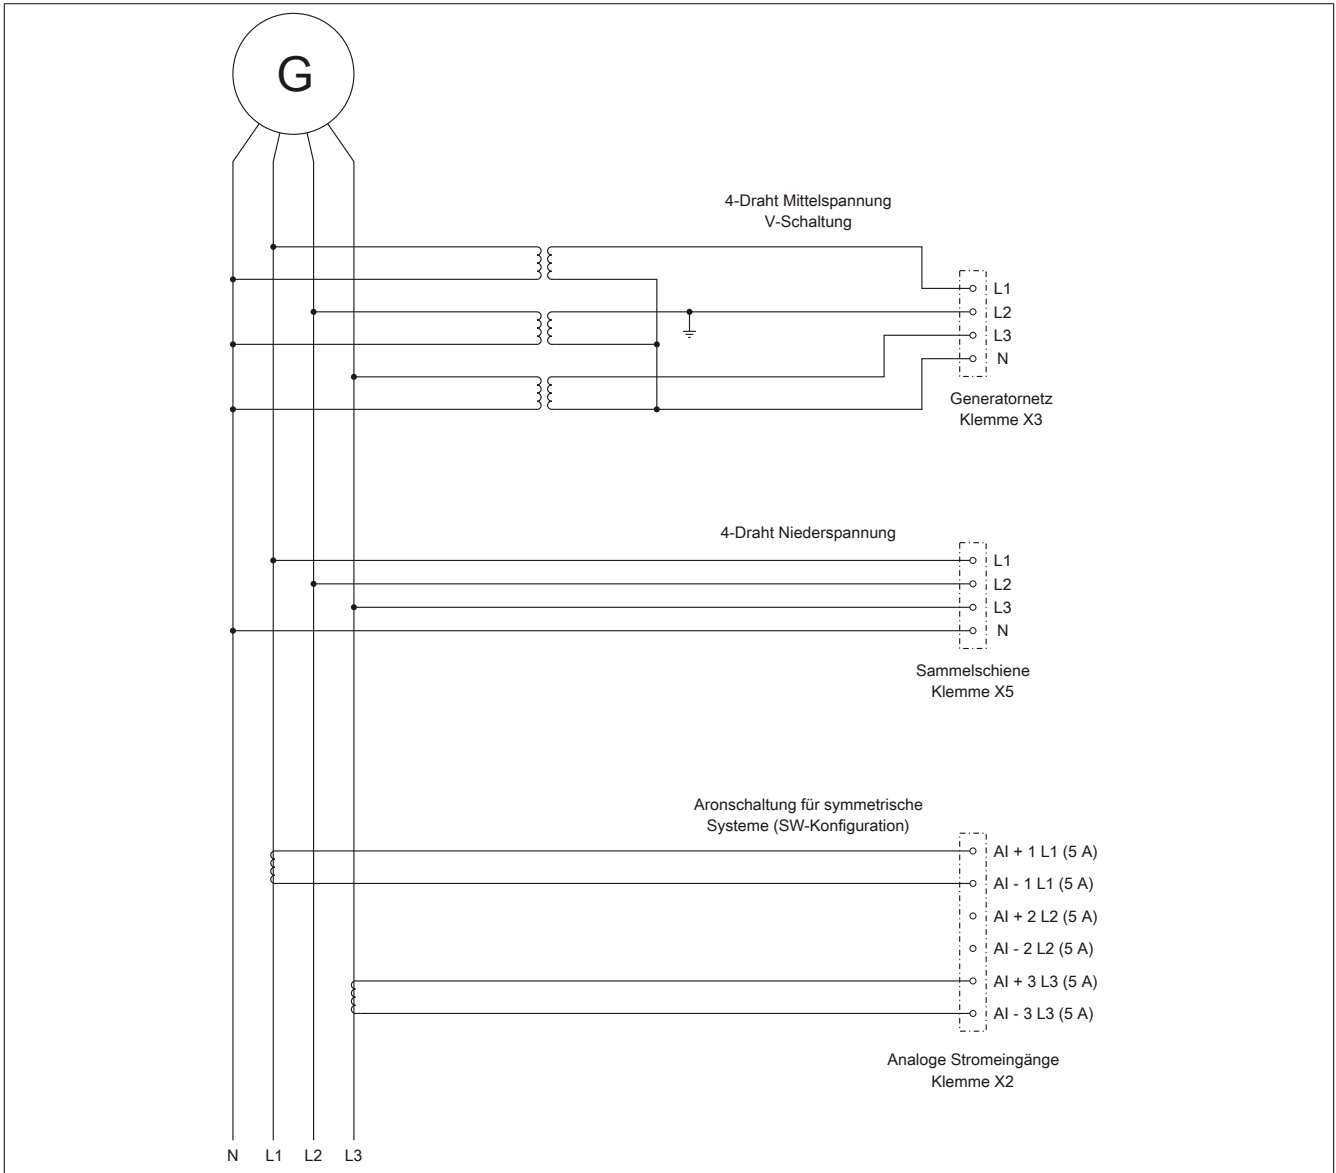 G
4-Draht Mittelspannung
V-Schaltung
L1
L2
L3
N
Generatornetz
Klemme X3
4-Draht Niederspannung
L1
L2
L3
N
Sammelschiene
Klemme X5
Aronschaltung für symmetrische
Systeme (SW-Konfiguration)
AI + 1 L1 (5 A)
AI - 1 L1 (5 A)
AI + 2 L2 (5 A)
AI - 2 L2 (5 A)
AI + 3 L3 (5 A)
AI - 3 L3 (5 A)
Analoge Stromeingänge
Klemme X2
N L1 L2 L3